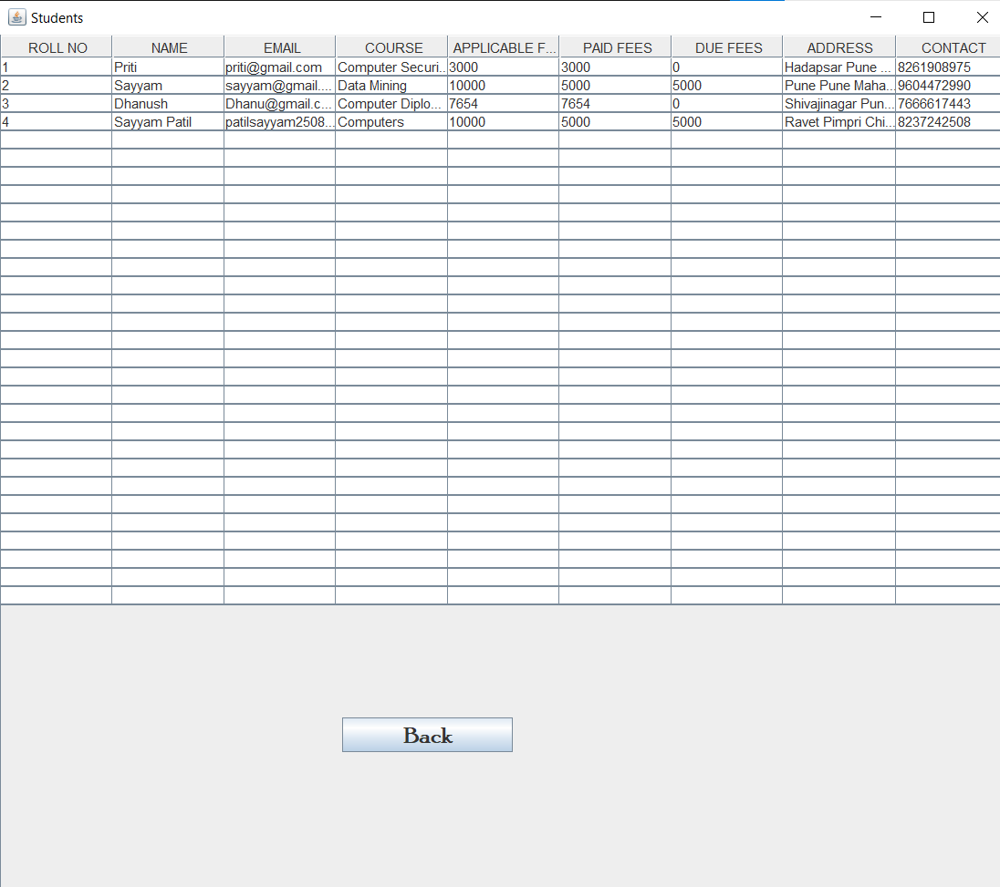 Students
ROLL NO NAME EMAIL COURSE APPLICABLE F... PAID FEES DUE FEES ADDRESS CONTACT
1 Priti priti@gmail.com Computer Securi... 3000 3000 0 Hadapsar Pune ... 8261908975
2 Sayyam sayyam@gmail.... Data Mining 10000 5000 5000 Pune Pune Maha... 9604472990
3 Dhanush Dhanu@gmail.c... Computer Diplo... 7654 7654 0 Shivajinagar Pun... 7666617443
4 Sayyam Patil patilsayyam2508... Computers 10000 5000 5000 Ravet Pimpri Chi... 8237242508
Back